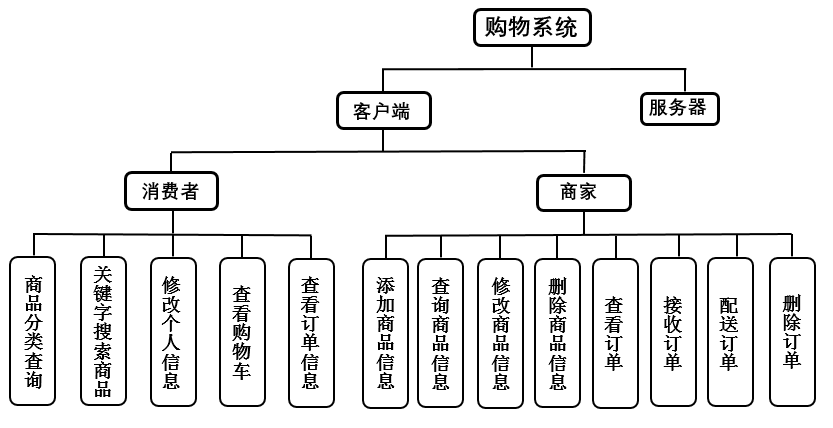 购物系统
客户端
服务器
消费者
商家
商品分类查询
关键字搜索商品
修改个人信息
查看购物车
查看订单信息
添加商品信息
查询商品信息
修改商品信息
删除商品信息
查看订单
接收订单
配送订单
删除订单